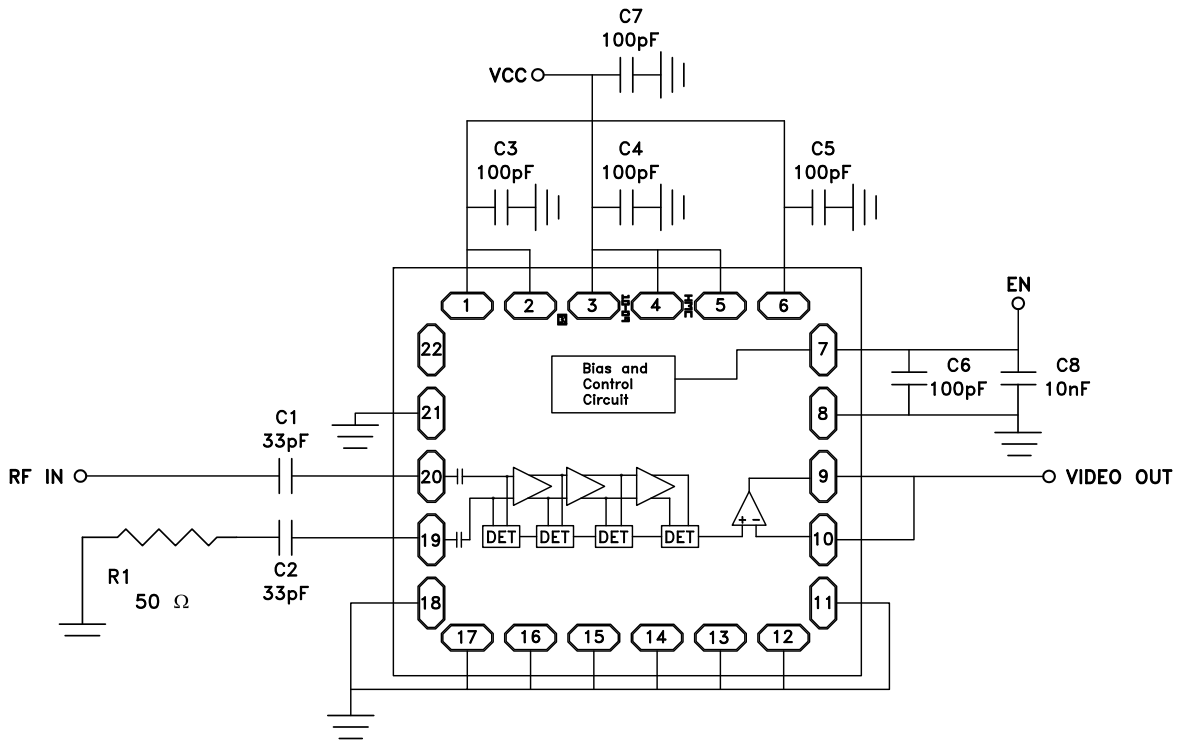 C7
100pF
VCC
C3
100pF
C4
100pF
C5
100pF
1
2
3
4
5
6
EN
22
7
Bias and
Control
Circuit
C6
100pF
C8
10nF
21
8
C1
33pF
RF IN
20
9
VIDEO OUT
DET
DET
DET
DET
+ -
19
10
R1
50 Ω
C2
33pF
18
11
17
16
15
14
13
12